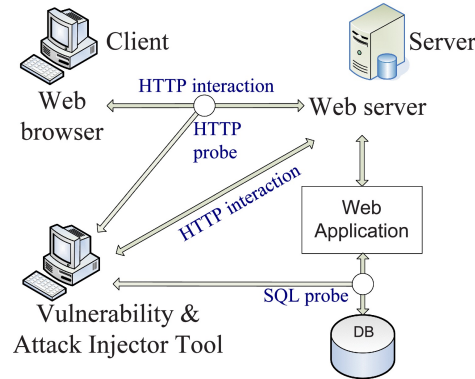 Client
Server
HTTP interaction
Web
browser
Web server
HTTP
probe
HTTP interaction
Web
Application
SQL probe
Vulnerability &
Attack Injector Tool
DB